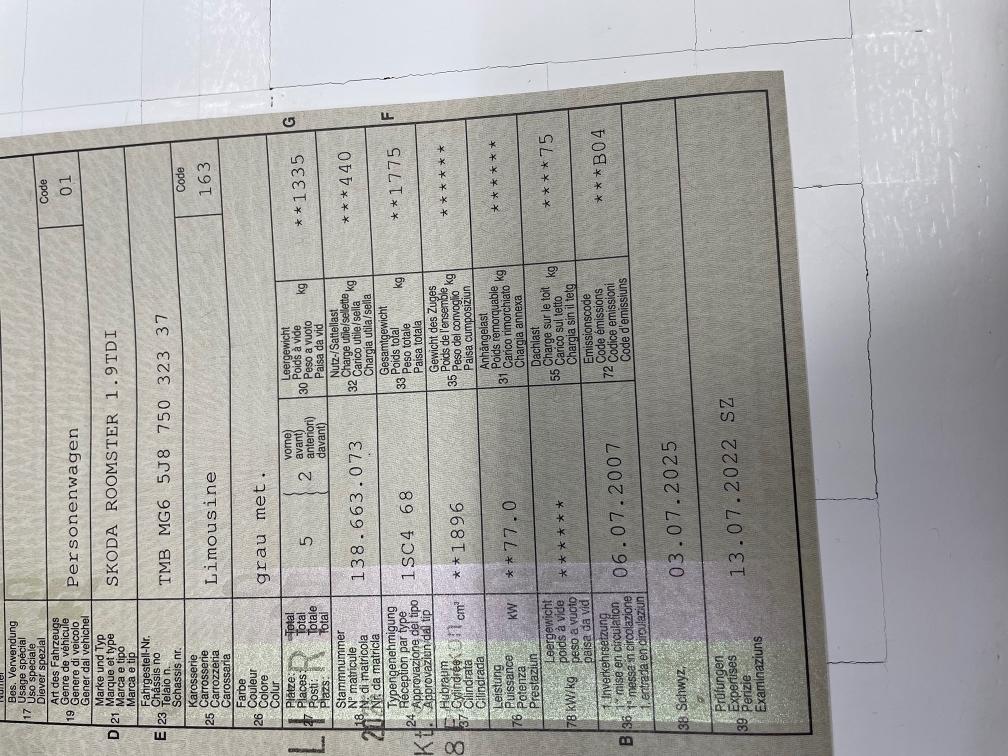 Bes. Verwendung
Usage spécial
17 Uso speciale
Diever spezial
Art des Fahrzeugs
Genre de véhicule
19 Genere di veicolo
Gener dal vehichel
Personenwagen
Code
01
Marke und Typ
Marque et type
D 21 Marca e tipo
Marca e tip
SKODA ROOMSTER 1.9TDI
Fahrgestell-Nr.
Châssis no
E 23 Telaio n.
Schassis nr.
TMB MG6 5J8 750 323 37
Karosserie
Carrosserie
25 Carrozzeria
Carossaria
Limousine
Code
163
Farbe
Couleur
26 Colore
Colur
grau met.
Plätze: Total
Places: Total
27 Posti: Totale
Plazs: Total
5
2
vorne)
avant)
anteriori)
davant)
Leergewicht
Poids à vide
30 Peso a vuoto
Paisa da vid
kg
**1335
G
Stammnummer
N° matricule
18 N. di matricola
Nr. da matricla
138.663.073
Nutz-/Sattellast
Charge utile/sellette kg
32 Carico utile/sella
Chargia utila/sella
***440
Typengenehmigung
Réception par type
24 Approvazione del tipo
Approvaziun dal tip
1SC4 68
Gesamtgewicht
Poids total
33 Peso totale
Paisa totala
kg
**1775
F
Hubraum
37 Cylindrée
Cilindrata
Cilindrada
cm³
**1896
Gewicht des Zuges
Poids de l'ensemble
35 Peso del convoglio kg
Paisa cumposiziun
******
Leistung
Puissance
76 Potenza
Prestaziun
kW
**77.0
Anhängelast
Poids remorquable
31 Carico rimorchiato kg
Chargia annexa
******
Leergewicht
poids à vide
78 kW/kg peso a vuoto
peisa da vid
******
Dachlast
Charge sur le toit
55 Carico sul tetto
Chargia sin il tetg
kg
****75
1. Inverkehrsetzung
1re mise en circulation
B 36 1a messa in circolazione
1. entrada en circulaziun
06.07.2007
Emissionscode
Code émissions
72 Codice emissioni
Code d'emissiuns
***B04
38 Schwyz,
03.07.2025
Prüfungen
Expertises
39 Perizie
Examinaziuns
13.07.2022 SZ